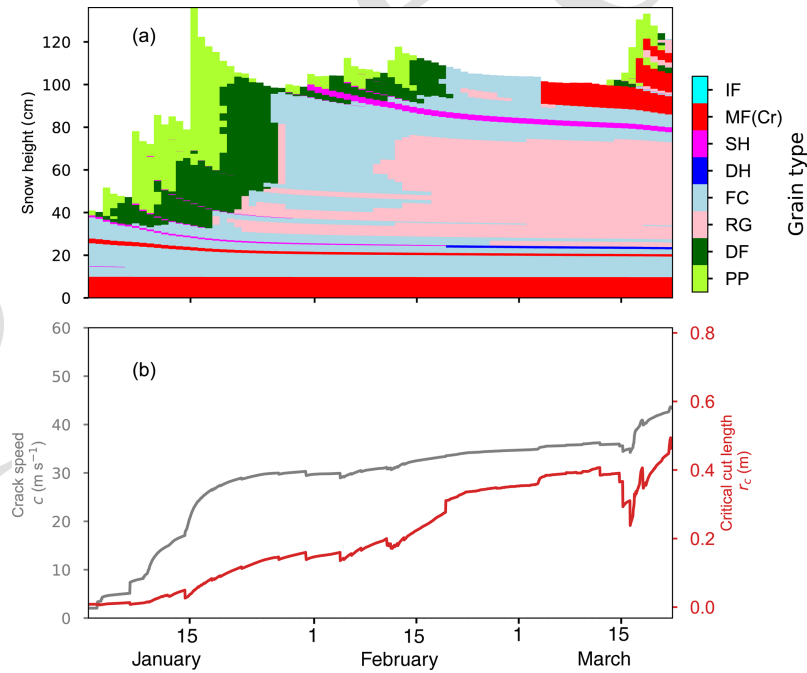 (a)
120
100
80
60
40
20
0
Snow height (cm)
IF
MF(Cr)
SH
DH
FC
RG
DF
PP
Grain type
(b)
60
50
40
30
20
10
0
Crack speed
c (m s⁻¹)
0.8
0.6
0.4
0.2
0.0
Critical cut length
r_c (m)
15 1 15 1 15
January February March